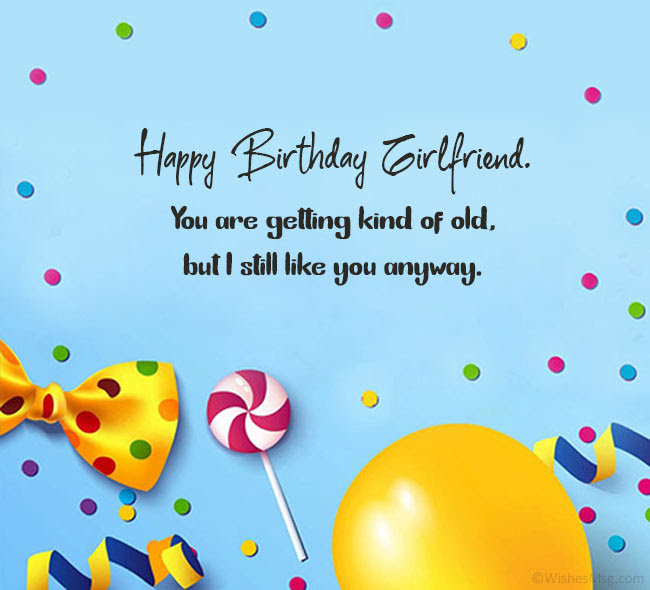 Happy Birthday Girlfriend.
You are getting kind of old,
but I still like you anyway.
©WishesMsg.com